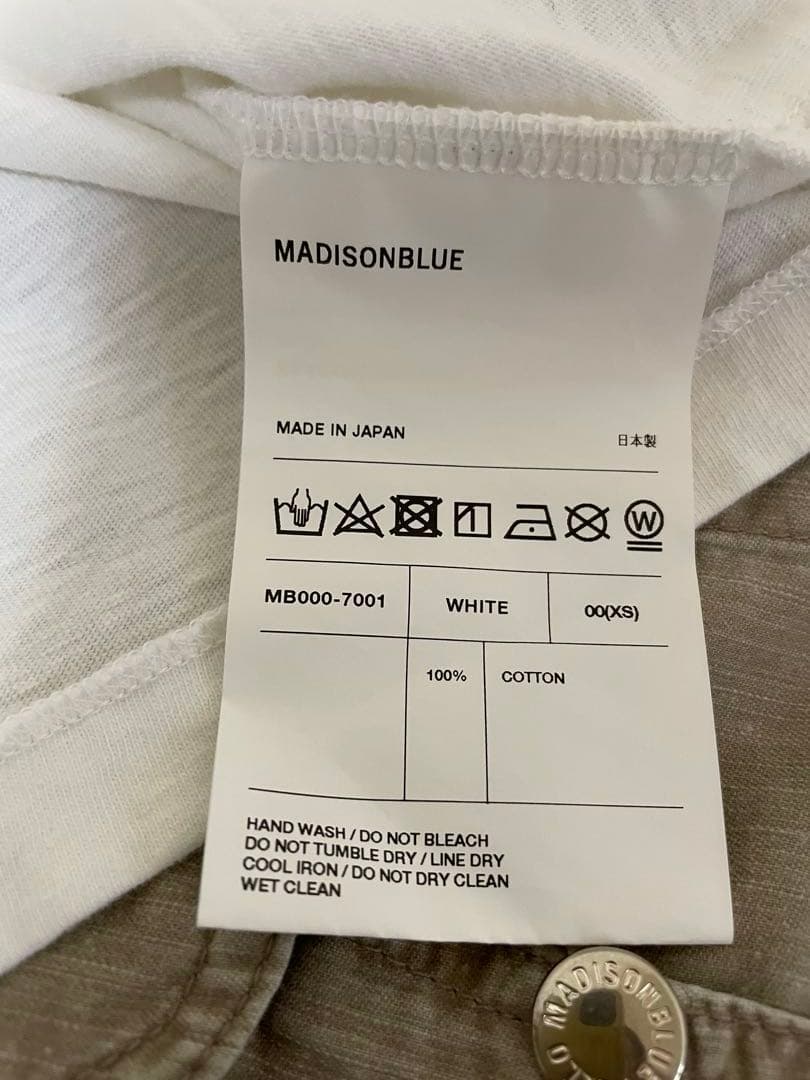 MADISONBLUE
MADE IN JAPAN 日本製
W
MB000-7001 WHITE 00(XS)
100% COTTON
HAND WASH / DO NOT BLEACH
DO NOT TUMBLE DRY / LINE DRY
COOL IRON / DO NOT DRY CLEAN
WET CLEAN
MADISONBLUE